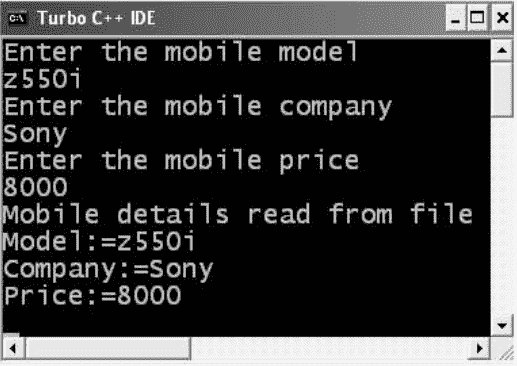 Turbo C++ IDE
Enter the mobile model
z550i
Enter the mobile company
Sony
Enter the mobile price
8000
Mobile details read from file
Model:=z550i
Company:=Sony
Price:=8000